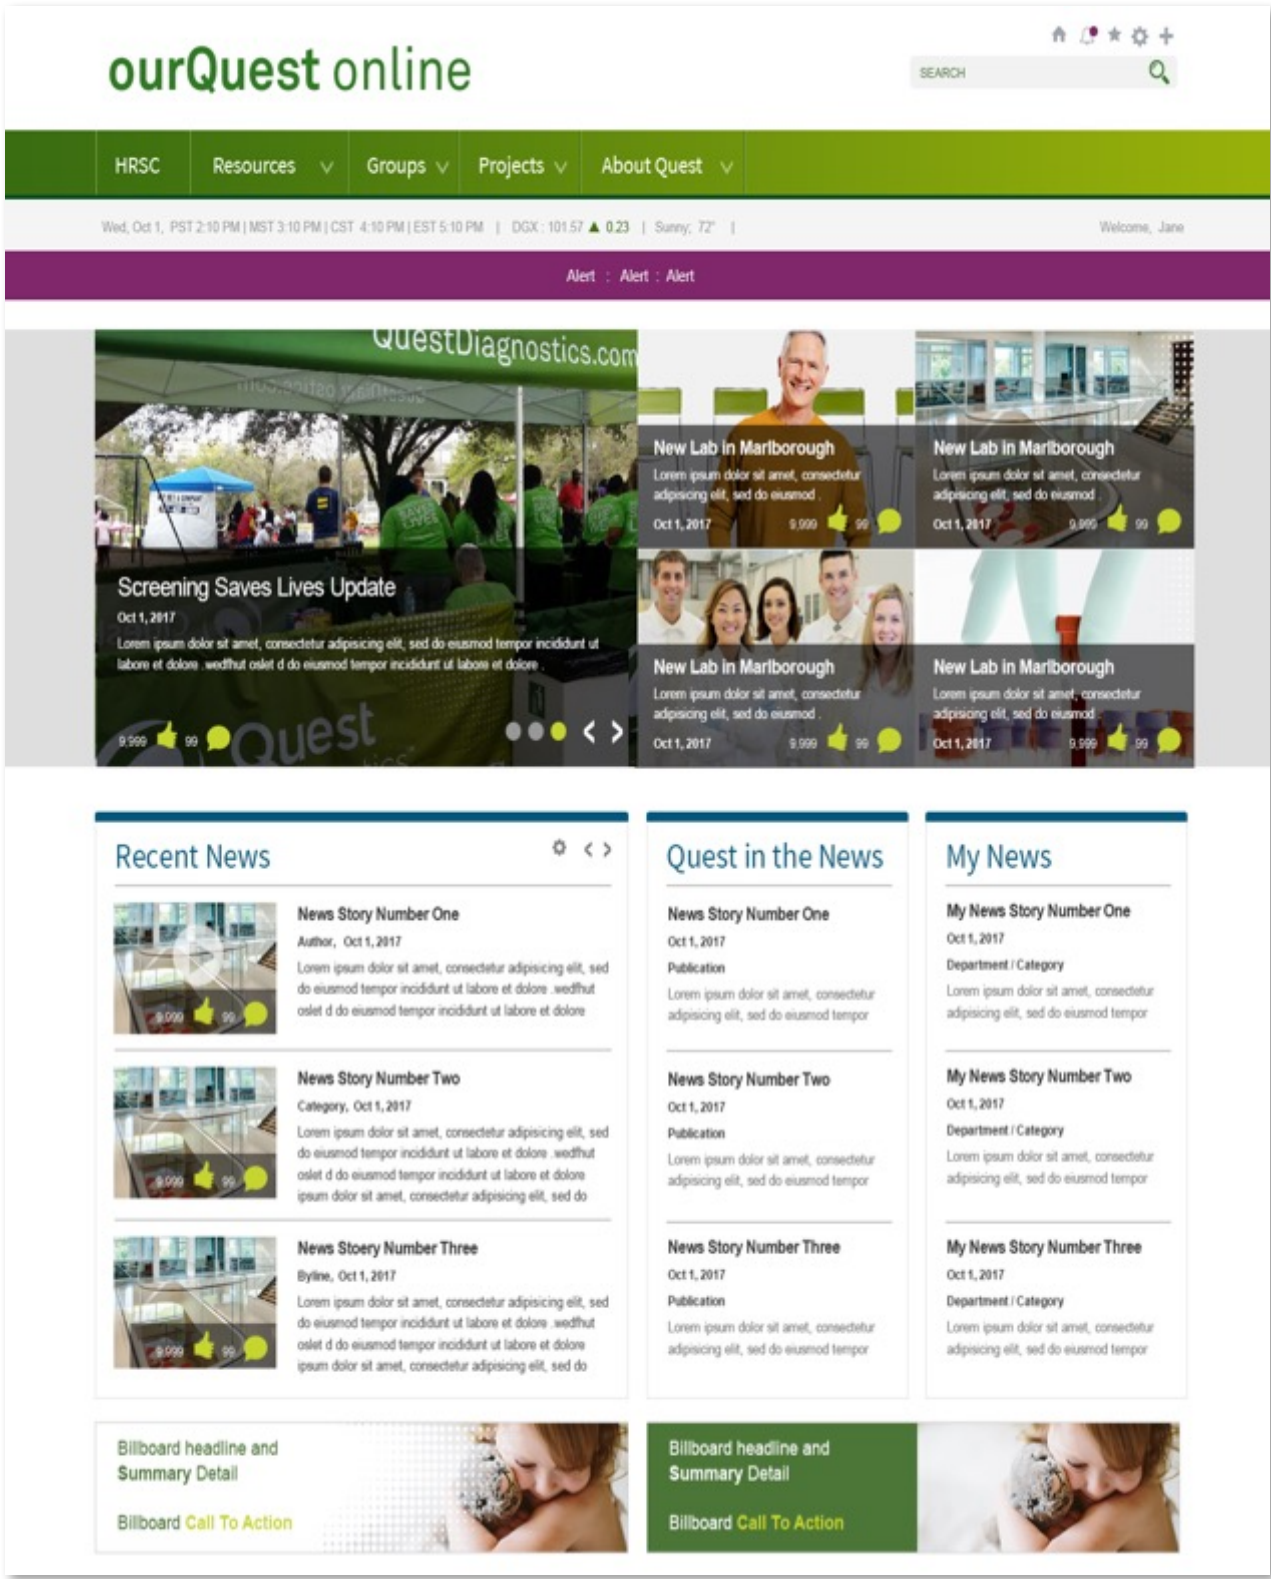 ourQuest online
SEARCH
HRSC Resources Groups Projects About Quest
Wed, Oct 1, PST 2:10 PM | MST 3:10 PM | CST 4:10 PM | EST 5:10 PM | DGX : 101.57 ▲ 0.23 | Sunny, 72° |
Welcome, Jane
Alert : Alert : Alert
QuestDiagnostics.com
Screening Saves Lives Update
Oct 1, 2017
Lorem ipsum dolor sit amet, consectetur adipisicing elit, sed do eiusmod tempor incididunt ut
labore et dolore .wedfhut oslet d do eiusmod tempor incididunt ut labore et dolore .
9,999 99
Quest
New Lab in Marlborough
Lorem ipsum dolor sit amet, consectetur
adipisicing elit, sed do eiusmod .
Oct 1, 2017 9,999 99
New Lab in Marlborough
Lorem ipsum dolor sit amet, consectetur
adipisicing elit, sed do eiusmod .
Oct 1, 2017 9,999 99
New Lab in Marlborough
Lorem ipsum dolor sit amet, consectetur
adipisicing elit, sed do eiusmod .
Oct 1, 2017 9,999 99
New Lab in Marlborough
Lorem ipsum dolor sit amet, consectetur
adipisicing elit, sed do eiusmod .
Oct 1, 2017 9,999 99
Recent News
News Story Number One
Author, Oct 1, 2017
Lorem ipsum dolor sit amet, consectetur adipisicing elit, sed
do eiusmod tempor incididunt ut labore et dolore .wedfhut
oslet d do eiusmod tempor incididunt ut labore et dolore
9,999 99
News Story Number Two
Category, Oct 1, 2017
Lorem ipsum dolor sit amet, consectetur adipisicing elit, sed
do eiusmod tempor incididunt ut labore et dolore .wedfhut
oslet d do eiusmod tempor incididunt ut labore et dolore
ipsum dolor sit amet, consectetur adipisicing elit, sed do
9,999 99
News Stoery Number Three
Byline, Oct 1, 2017
Lorem ipsum dolor sit amet, consectetur adipisicing elit, sed
do eiusmod tempor incididunt ut labore et dolore .wedfhut
oslet d do eiusmod tempor incididunt ut labore et dolore
ipsum dolor sit amet, consectetur adipisicing elit, sed do
9,999 99
Quest in the News
News Story Number One
Oct 1, 2017
Publication
Lorem ipsum dolor sit amet, consectetur
adipisicing elit, sed do eiusmod tempor
News Story Number Two
Oct 1, 2017
Publication
Lorem ipsum dolor sit amet, consectetur
adipisicing elit, sed do eiusmod tempor
News Story Number Three
Oct 1, 2017
Publication
Lorem ipsum dolor sit amet, consectetur
adipisicing elit, sed do eiusmod tempor
My News
My News Story Number One
Oct 1, 2017
Department / Category
Lorem ipsum dolor sit amet, consectetur
adipisicing elit, sed do eiusmod tempor
My News Story Number Two
Oct 1, 2017
Department / Category
Lorem ipsum dolor sit amet, consectetur
adipisicing elit, sed do eiusmod tempor
My News Story Number Three
Oct 1, 2017
Department / Category
Lorem ipsum dolor sit amet, consectetur
adipisicing elit, sed do eiusmod tempor
Billboard headline and
Summary Detail
Billboard Call To Action
Billboard headline and
Summary Detail
Billboard Call To Action